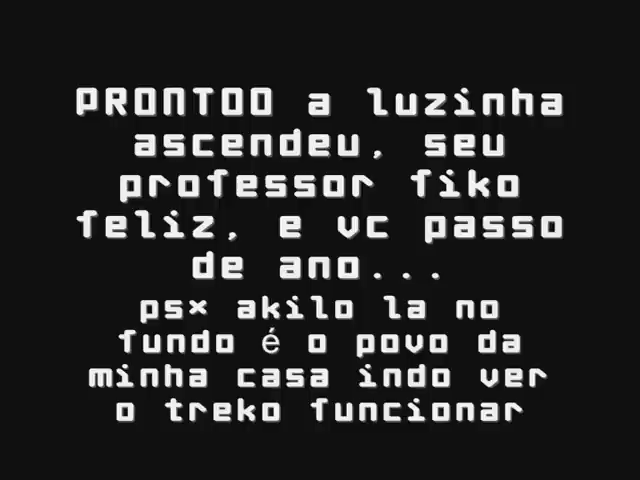 PRONTOO a luzinha
ascendeu, seu
professor fiko
feliz, e vc passo
de ano...
psx akilo la no
fundo é o povo da
minha casa indo ver
o treko funcionar